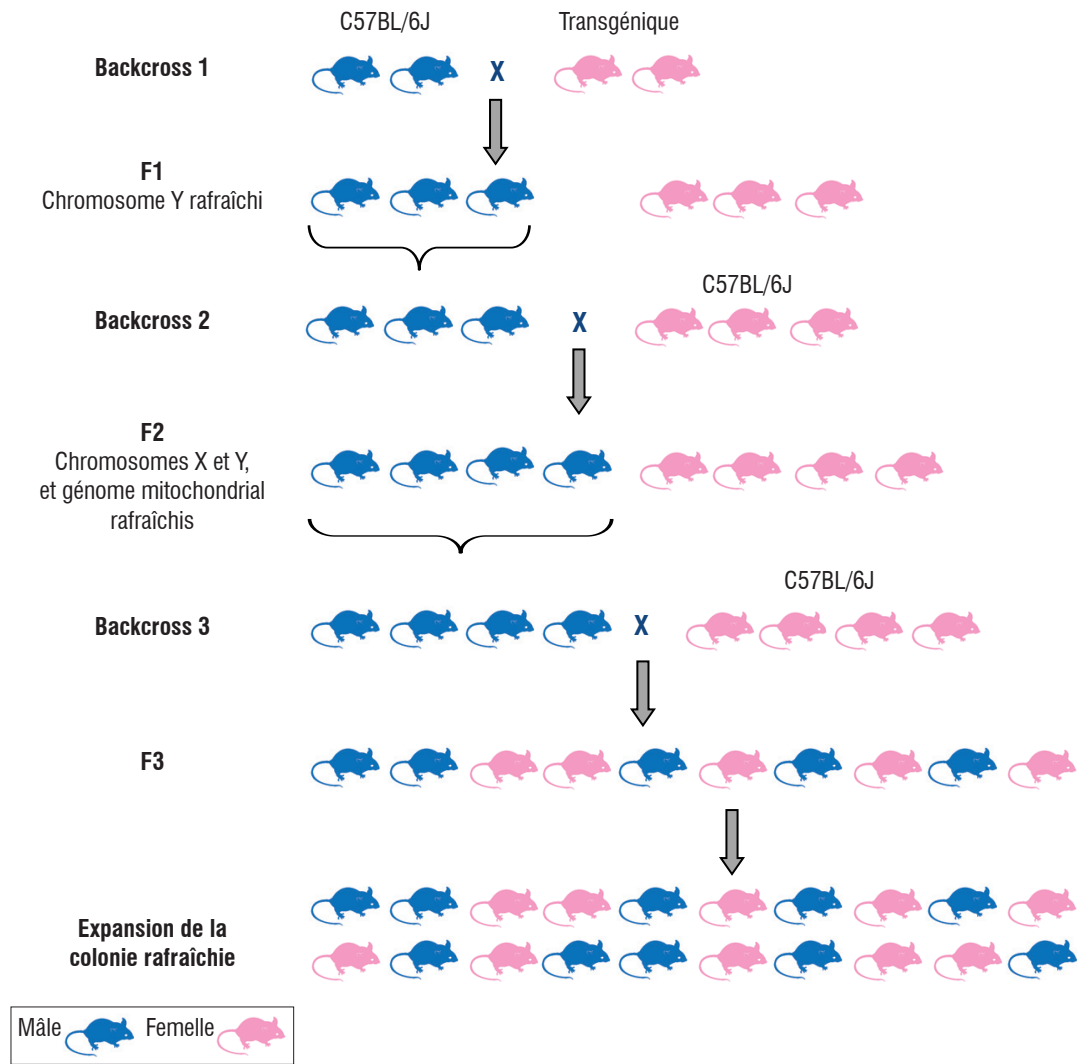 C57BL/6J
Transgénique
Backcross 1
X
F1
Chromosome Y rafraîchi
C57BL/6J
Backcross 2
X
F2
Chromosomes X et Y,
et génome mitochondrial
rafraîchis
C57BL/6J
Backcross 3
X
F3
Expansion de la
colonie rafraîchie
Mâle
Femelle